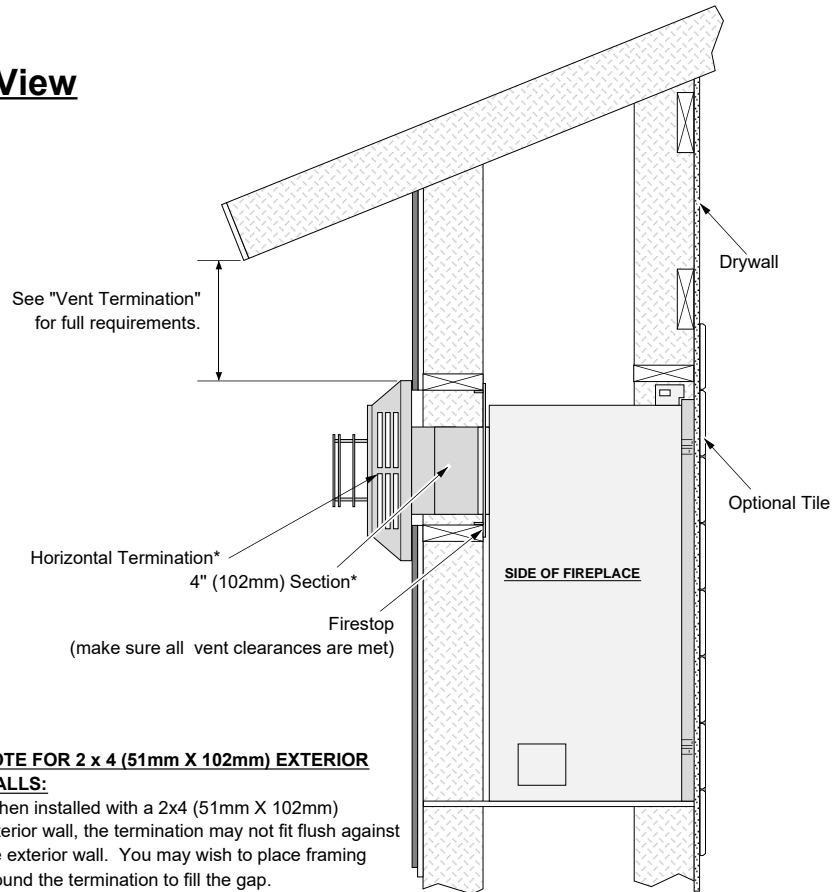 View
See "Vent Termination"
for full requirements.
Drywall
Optional Tile
Horizontal Termination*
4" (102mm) Section*
Firestop
(make sure all vent clearances are met)
SIDE OF FIREPLACE
OTE FOR 2 x 4 (51mm X 102mm) EXTERIOR
ALLS:
hen installed with a 2x4 (51mm X 102mm)
terior wall, the termination may not fit flush against
e exterior wall. You may wish to place framing
ound the termination to fill the gap.